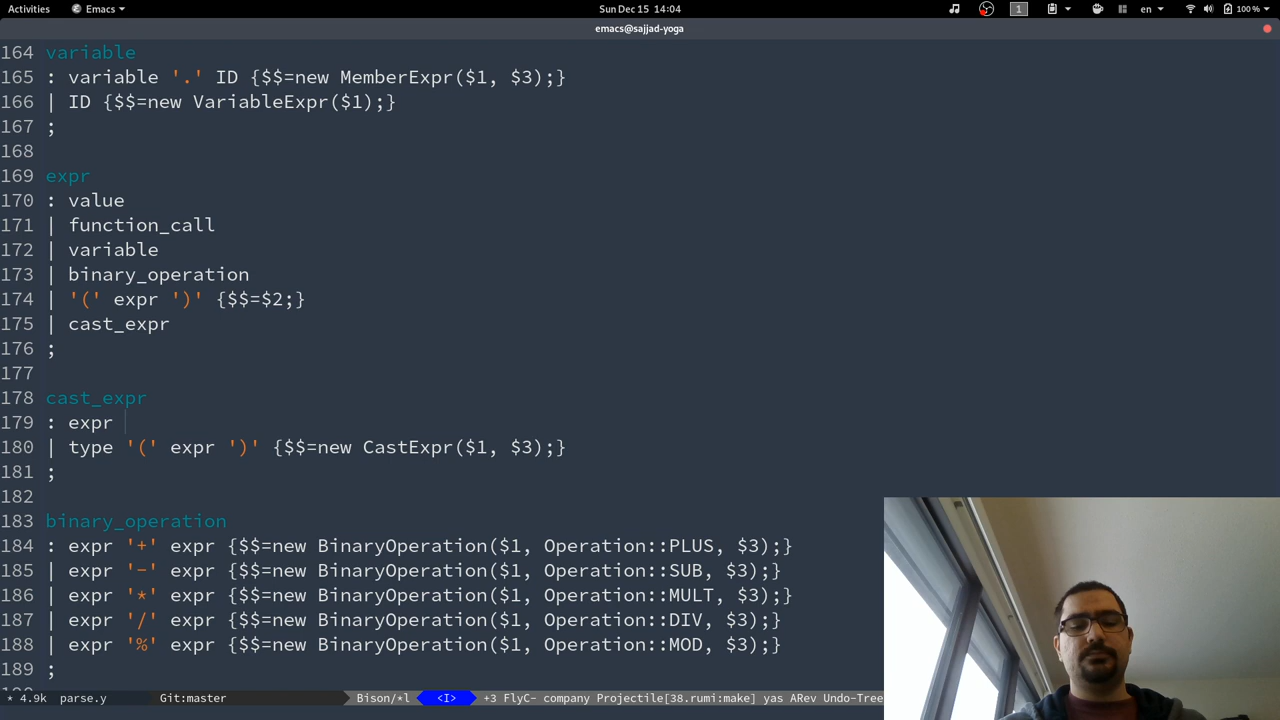 Activities Emacs Sun Dec 15 14:04 1 en 100 %
emacs@sajjad-yoga
164 variable
165 : variable '.' ID {$$=new MemberExpr($1, $3);}
166 | ID {$$=new VariableExpr($1);}
167 ;
168
169 expr
170 : value
171 | function_call
172 | variable
173 | binary_operation
174 | '(' expr ')' {$$=$2;}
175 | cast_expr
176 ;
177
178 cast_expr
179 : expr
180 | type '(' expr ')' {$$=new CastExpr($1, $3);}
181 ;
182
183 binary_operation
184 : expr '+' expr {$$=new BinaryOperation($1, Operation::PLUS, $3);}
185 | expr '-' expr {$$=new BinaryOperation($1, Operation::SUB, $3);}
186 | expr '*' expr {$$=new BinaryOperation($1, Operation::MULT, $3);}
187 | expr '/' expr {$$=new BinaryOperation($1, Operation::DIV, $3);}
188 | expr '%' expr {$$=new BinaryOperation($1, Operation::MOD, $3);}
189 ;
* 4.9k parse.y Git:master Bison/*l <I> +3 FlyC- company Projectile[38.rumi:make] yas ARev Undo-Tree